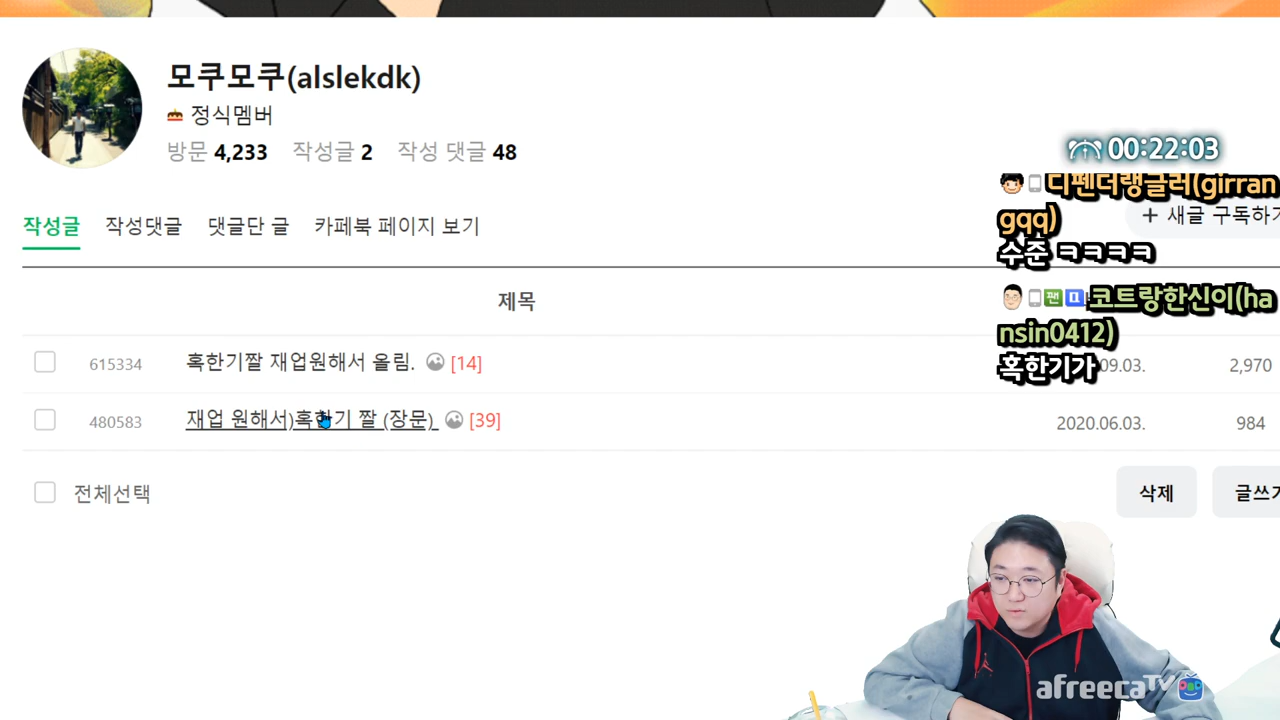 모쿠모쿠(alslekdk)
정식멤버
방문 4,233 작성글 2 작성 댓글 48
00:22:03
디펜더랭글러(girran
gqq)
수준 ㅋㅋㅋㅋ
+ 새글 구독하기
작성글 작성댓글 댓글단 글 카페북 페이지 보기
제목
팬 코트랑한신이(ha
nsin0412)
혹한기가
615334 혹한기짤 재업원해서 올림. [14] 09.03. 2,970
480583 재업 원해서)혹한기 짤 (장문) [39] 2020.06.03. 984
전체선택
삭제 글쓰기
afreecaTV